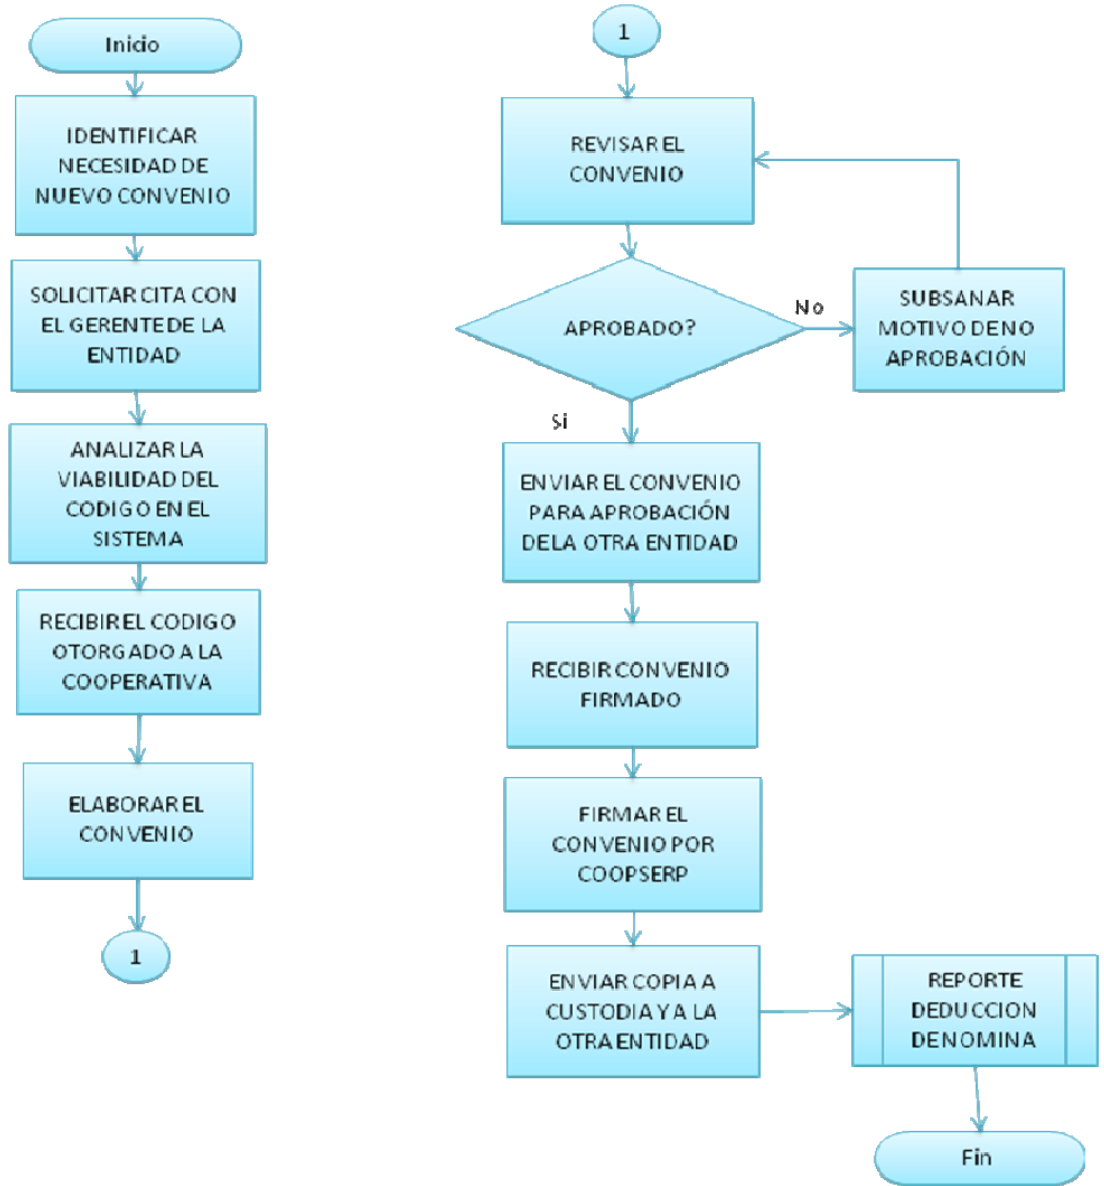 Inicio
IDENTIFICAR
NECESIDAD DE
NUEVO CONVENIO
SOLICITAR CITA CON
EL GERENTE DE LA
ENTIDAD
ANALIZAR LA
VIABILIDAD DEL
CODIGO EN EL
SISTEMA
RECIBIR EL CODIGO
OTORGADO A LA
COOPERATIVA
ELABORAR EL
CONVENIO
1
1
REVISAR EL
CONVENIO
APROBADO?
No
SUBSANAR
MOTIVO DE NO
APROBACIÓN
Si
ENVIAR EL CONVENIO
PARA APROBACIÓN
DE LA OTRA ENTIDAD
RECIBIR CONVENIO
FIRMADO
FIRMAR EL
CONVENIO POR
COOPSERP
ENVIAR COPIA A
CUSTODIA Y A LA
OTRA ENTIDAD
REPORTE
DEDUCCION
DE NOMINA
Fin